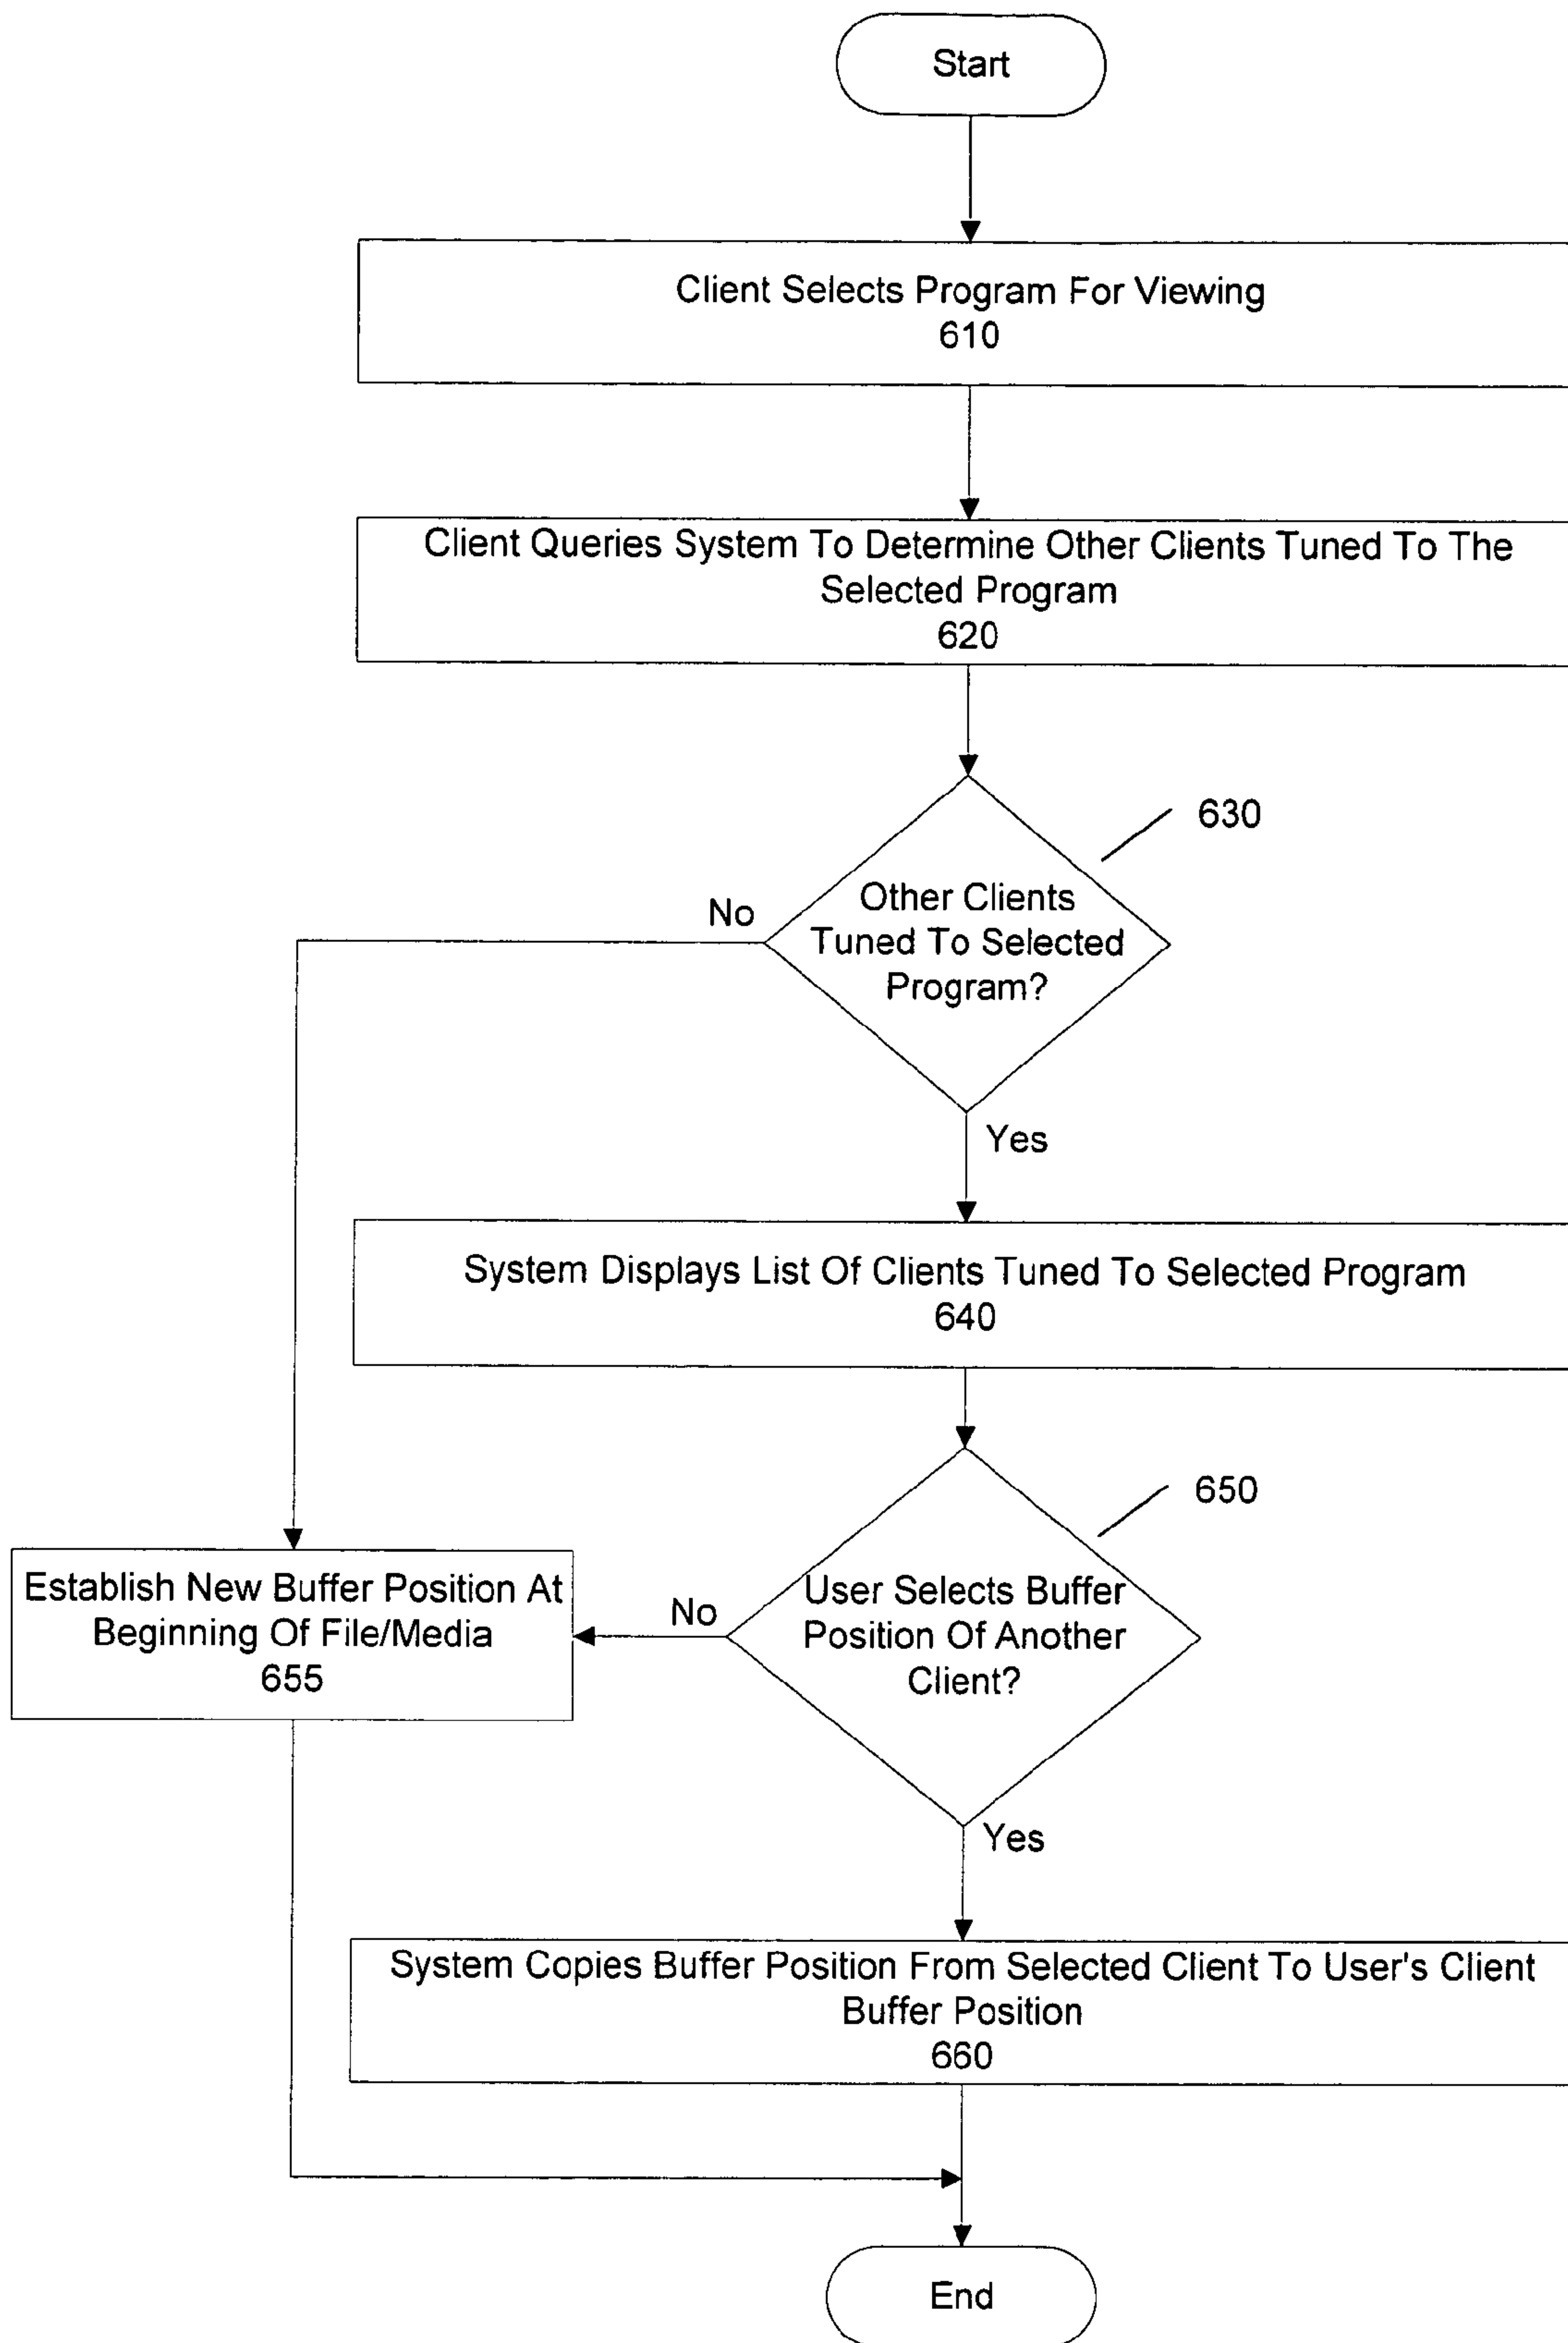 Start
Client Selects Program For Viewing
610
Client Queries System To Determine Other Clients Tuned To The
Selected Program
620
630
Other Clients
Tuned To Selected
Program?
No
Yes
System Displays List Of Clients Tuned To Selected Program
640
650
User Selects Buffer
Position Of Another
Client?
No
Establish New Buffer Position At
Beginning Of File/Media
655
Yes
System Copies Buffer Position From Selected Client To User's Client
Buffer Position
660
End